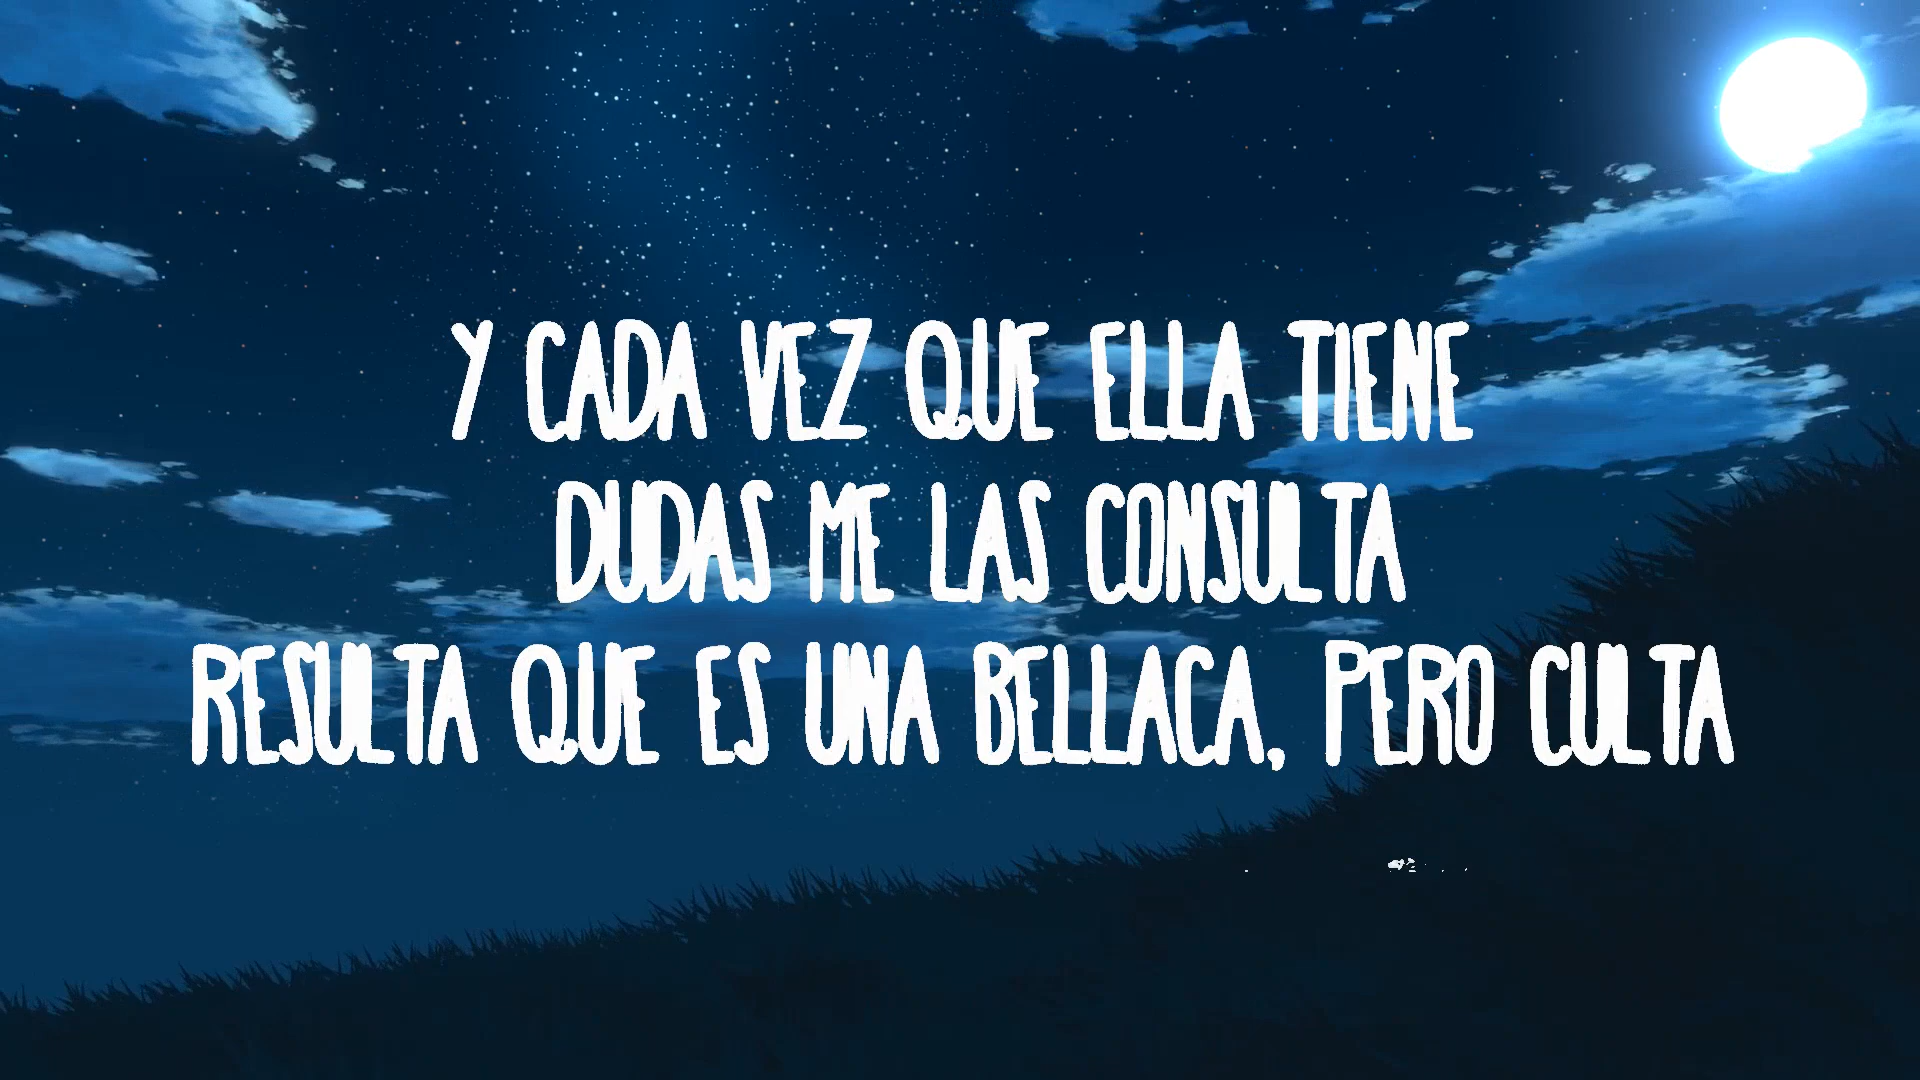 Y CADA VEZ QUE ELLA TIENE
DUDAS ME LAS CONSULTA
RESULTA QUE ES UNA BELLACA, PERO CULTA